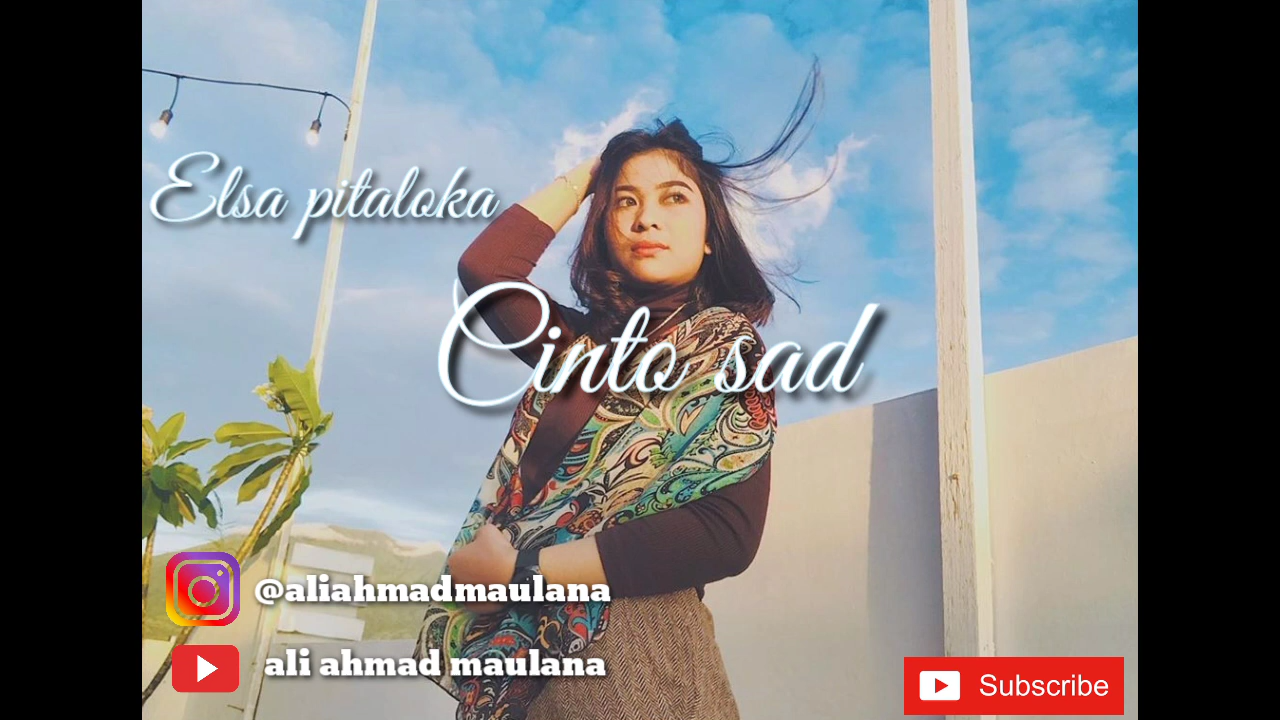 Elsa pitaloka
Cinto sad
@aliahmadmaulana
ali ahmad maulana
Subscribe